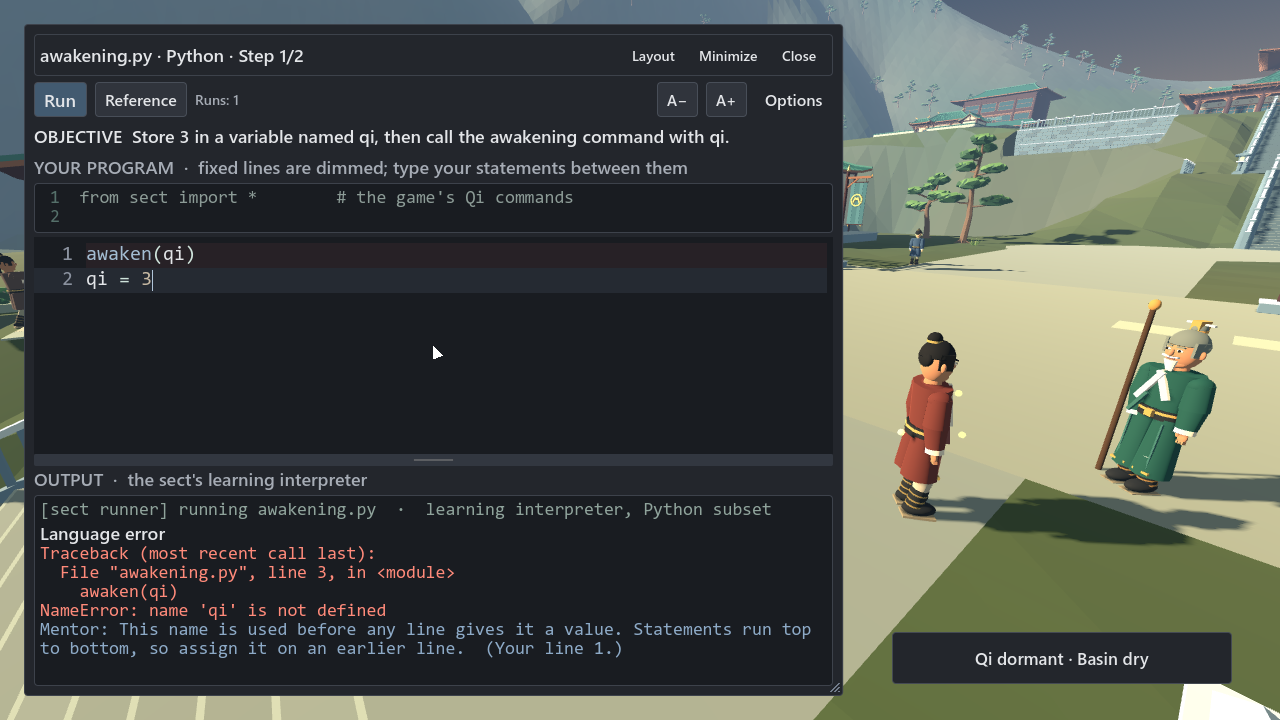 awakening.py · Python · Step 1/2
Layout Minimize Close
Run Reference Runs: 1 A− A+ Options
OBJECTIVE Store 3 in a variable named qi, then call the awakening command with qi.
YOUR PROGRAM · fixed lines are dimmed; type your statements between them
1 from sect import * # the game's Qi commands
2
1 awaken(qi)
2 qi = 3
OUTPUT · the sect's learning interpreter
[sect runner] running awakening.py · learning interpreter, Python subset
Language error
Traceback (most recent call last):
File "awakening.py", line 3, in <module>
awaken(qi)
NameError: name 'qi' is not defined
Mentor: This name is used before any line gives it a value. Statements run top
to bottom, so assign it on an earlier line. (Your line 1.)
Qi dormant · Basin dry